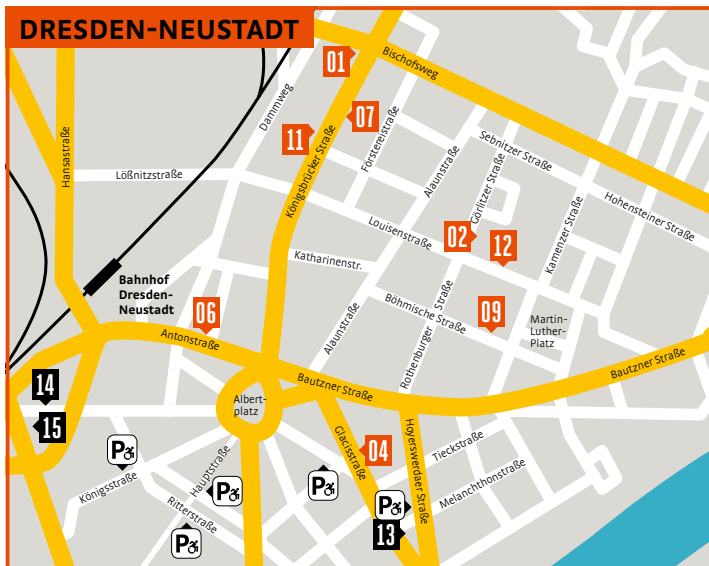 DRESDEN-NEUSTADT
01
Bischofsweg
Dammweg
07
11
Hansastraße
Königsbrücker Straße
Förstereistraße
Alaunstraße
Sebnitzer Straße
Lößnitzstraße
Görlitzer Straße
Hohensteiner Straße
Louisenstraße
Kamenzer Straße
02
12
Katharinenstr.
Bahnhof
Dresden-
Neustadt
06
Böhmische Straße
Rothenburger Straße
09
Martin-
Luther-
Platz
Alaunstraße
Antonstraße
Bautzner Straße
Bautzner Straße
14
15
Albert-
platz
Glacisstraße
04
Hoyerswerdaer Straße
Tieckstraße
P
Hauptstraße
P
P
Königsstraße
Ritterstraße
Melanchthonstraße
P
P
13